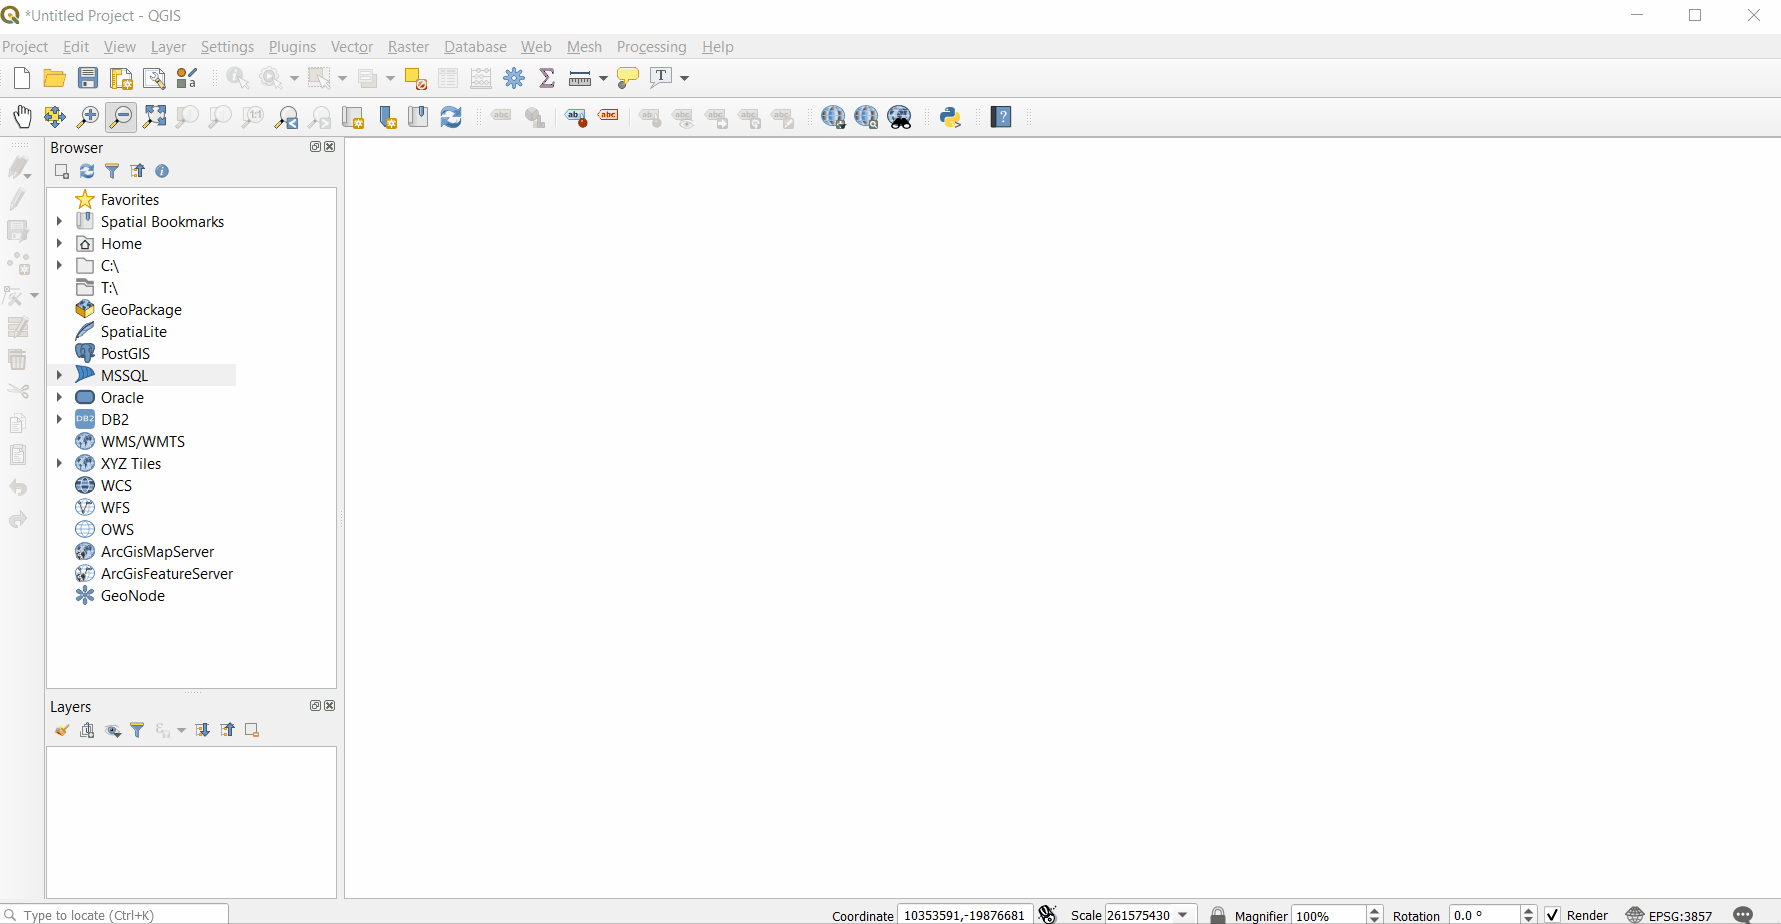 *Untitled Project - QGIS
Project Edit View Layer Settings Plugins Vector Raster Database Web Mesh Processing Help
Browser
Favorites
Spatial Bookmarks
Home
C:\
T:\
GeoPackage
SpatiaLite
PostGIS
MSSQL
Oracle
DB2
WMS/WMTS
XYZ Tiles
WCS
WFS
OWS
ArcGisMapServer
ArcGisFeatureServer
GeoNode
Layers
Type to locate (Ctrl+K) Coordinate 10353591,-19876681 Scale 261575430 Magnifier 100% Rotation 0.0 ° Render EPSG:3857